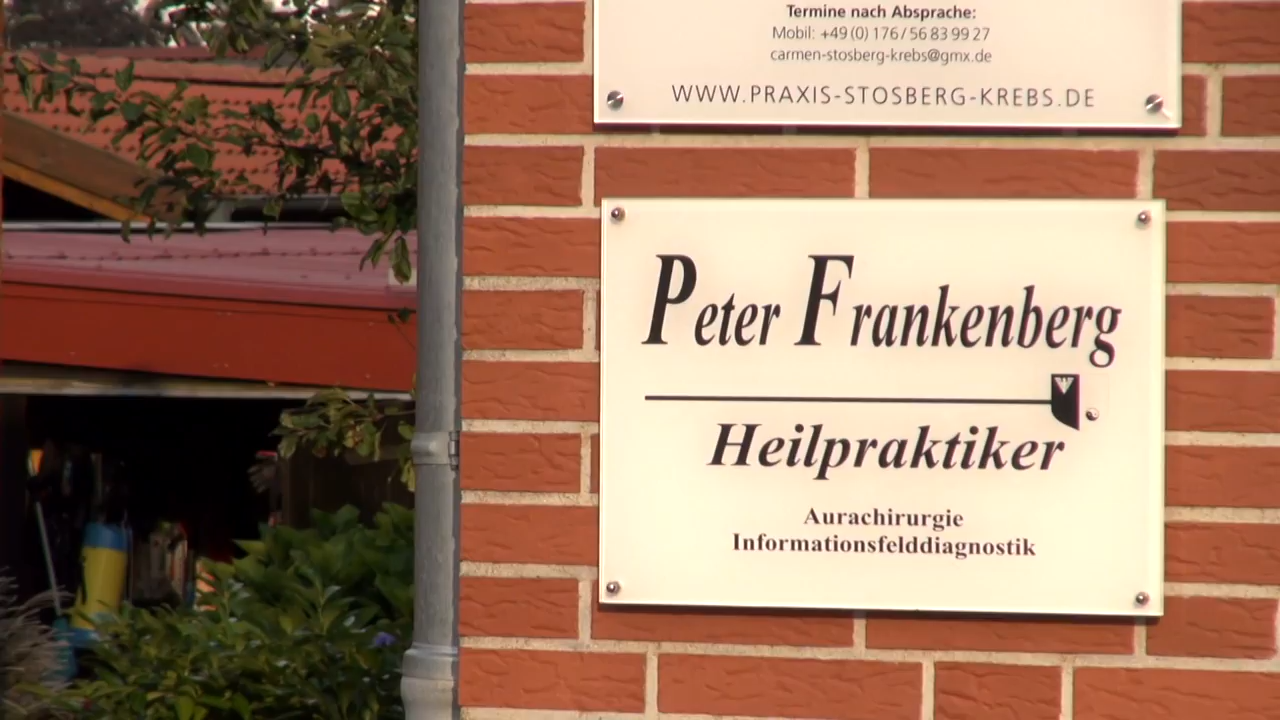 Termine nach Absprache:
Mobil: +49 (0) 176 / 56 83 99 27
carmen-stosberg-krebs@gmx.de
WWW.PRAXIS-STOSBERG-KREBS.DE
Peter Frankenberg
Heilpraktiker
Aurachirurgie
Informationsfelddiagnostik